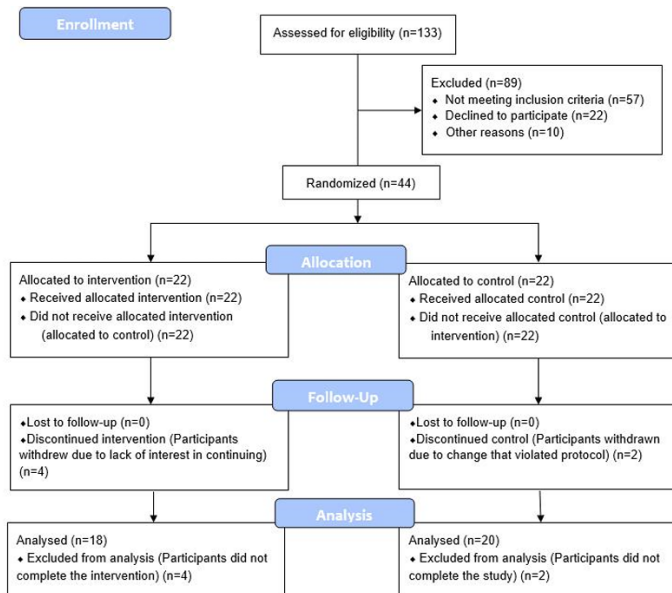 Enrollment
Assessed for eligibility (n=133)
Excluded (n=89)
♦ Not meeting inclusion criteria (n=57)
♦ Declined to participate (n=22)
♦ Other reasons (n=10)
Randomized (n=44)
Allocation
Allocated to intervention (n=22)
♦ Received allocated intervention (n=22)
♦ Did not receive allocated intervention
(allocated to control) (n=22)
Allocated to control (n=22)
♦ Received allocated control (n=22)
♦ Did not receive allocated control (allocated to
intervention) (n=22)
Follow-Up
♦Lost to follow-up (n=0)
♦Discontinued intervention (Participants
withdrew due to lack of interest in continuing)
(n=4)
♦Lost to follow-up (n=0)
♦Discontinued control (Participants withdrawn
due to change that violated protocol) (n=2)
Analysis
Analysed (n=18)
♦ Excluded from analysis (Participants did not
complete the intervention) (n=4)
Analysed (n=20)
♦ Excluded from analysis (Participants did not
complete the study) (n=2)